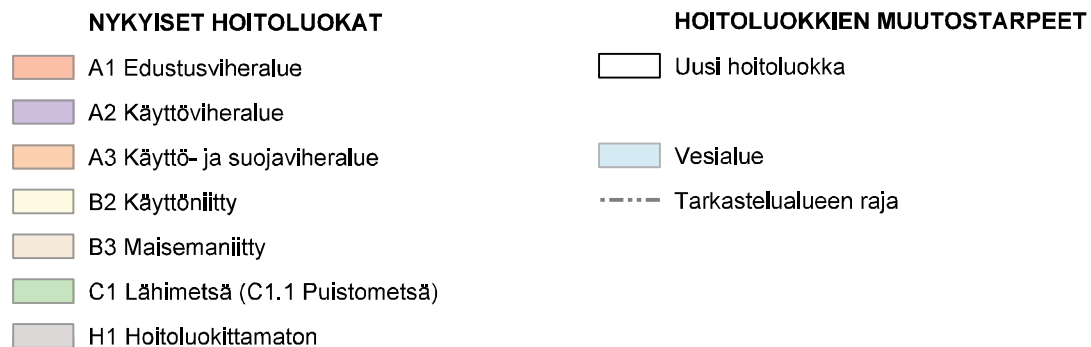 NYKYISET HOITOLUOKAT
A1 Edustusviheralue
A2 Käyttöviheralue
A3 Käyttö- ja suojaviheralue
B2 Käyttöniitty
B3 Maisemaniitty
C1 Lähimetsä (C1.1 Puistometsä)
H1 Hoitoluokittamaton
HOITOLUOKKIEN MUUTOSTARPEET
Uusi hoitoluokka
Vesialue
Tarkastelualueen raja